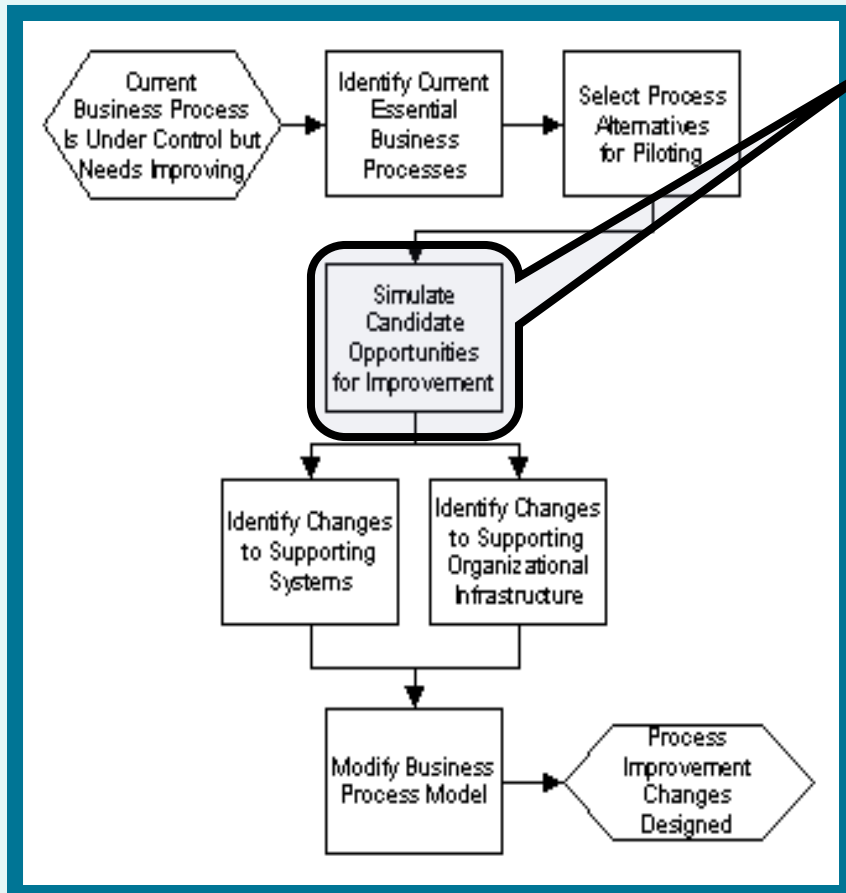 Current
Business Process
Is Under Control but
Needs Improving
Identify Current
Essential
Business
Processes
Select Process
Alternatives
for Piloting
Simulate
Candidate
Opportunities
for Improvement
Identify Changes
to Supporting
Systems
Identify Changes
to Supporting
Organizational
Infrastructure
Modify Business
Process Model
Process
Improvement
Changes
Designed